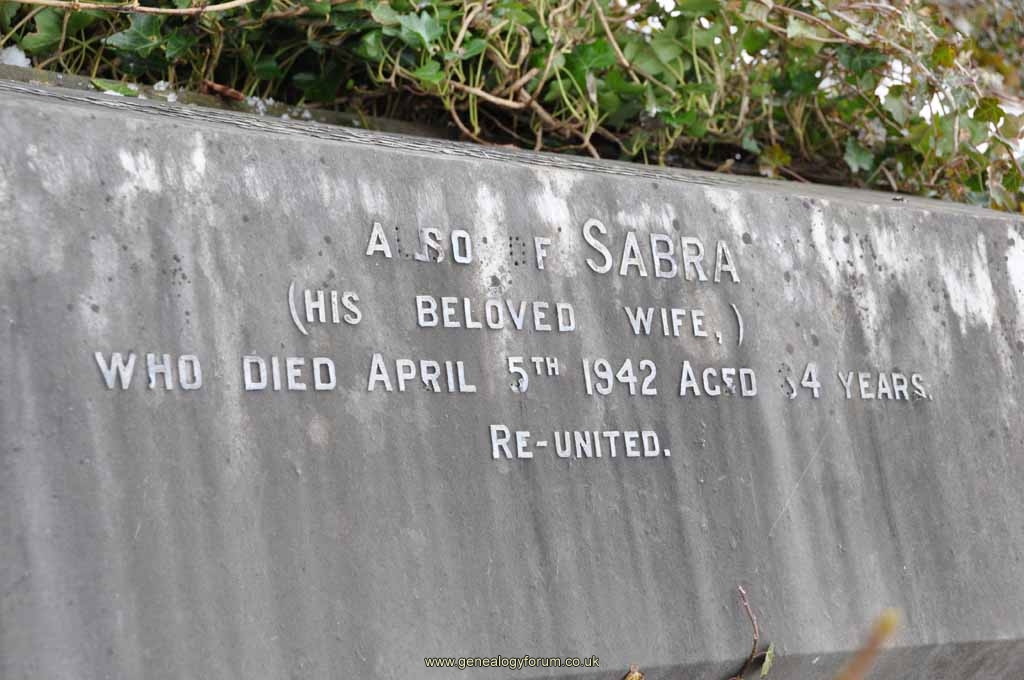 ALSO OF SABRA
(HIS BELOVED WIFE,)
WHO DIED APRIL 5TH 1942 AGED YEARS.
RE-UNITED.
www.genealogyforum.co.uk